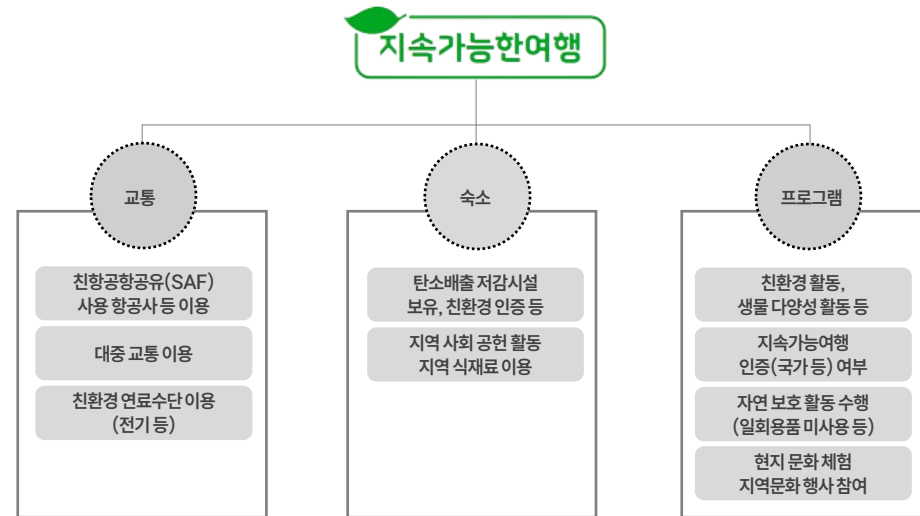 지속가능한여행
교통
친항공항공유(SAF)
사용 항공사 등 이용
대중 교통 이용
친환경 연료수단 이용
(전기 등)
숙소
탄소배출 저감시설
보유, 친환경 인증 등
지역 사회 공헌 활동
지역 식재료 이용
프로그램
친환경 활동,
생물 다양성 활동 등
지속가능여행
인증(국가 등) 여부
자연 보호 활동 수행
(일회용품 미사용 등)
현지 문화 체험
지역문화 행사 참여